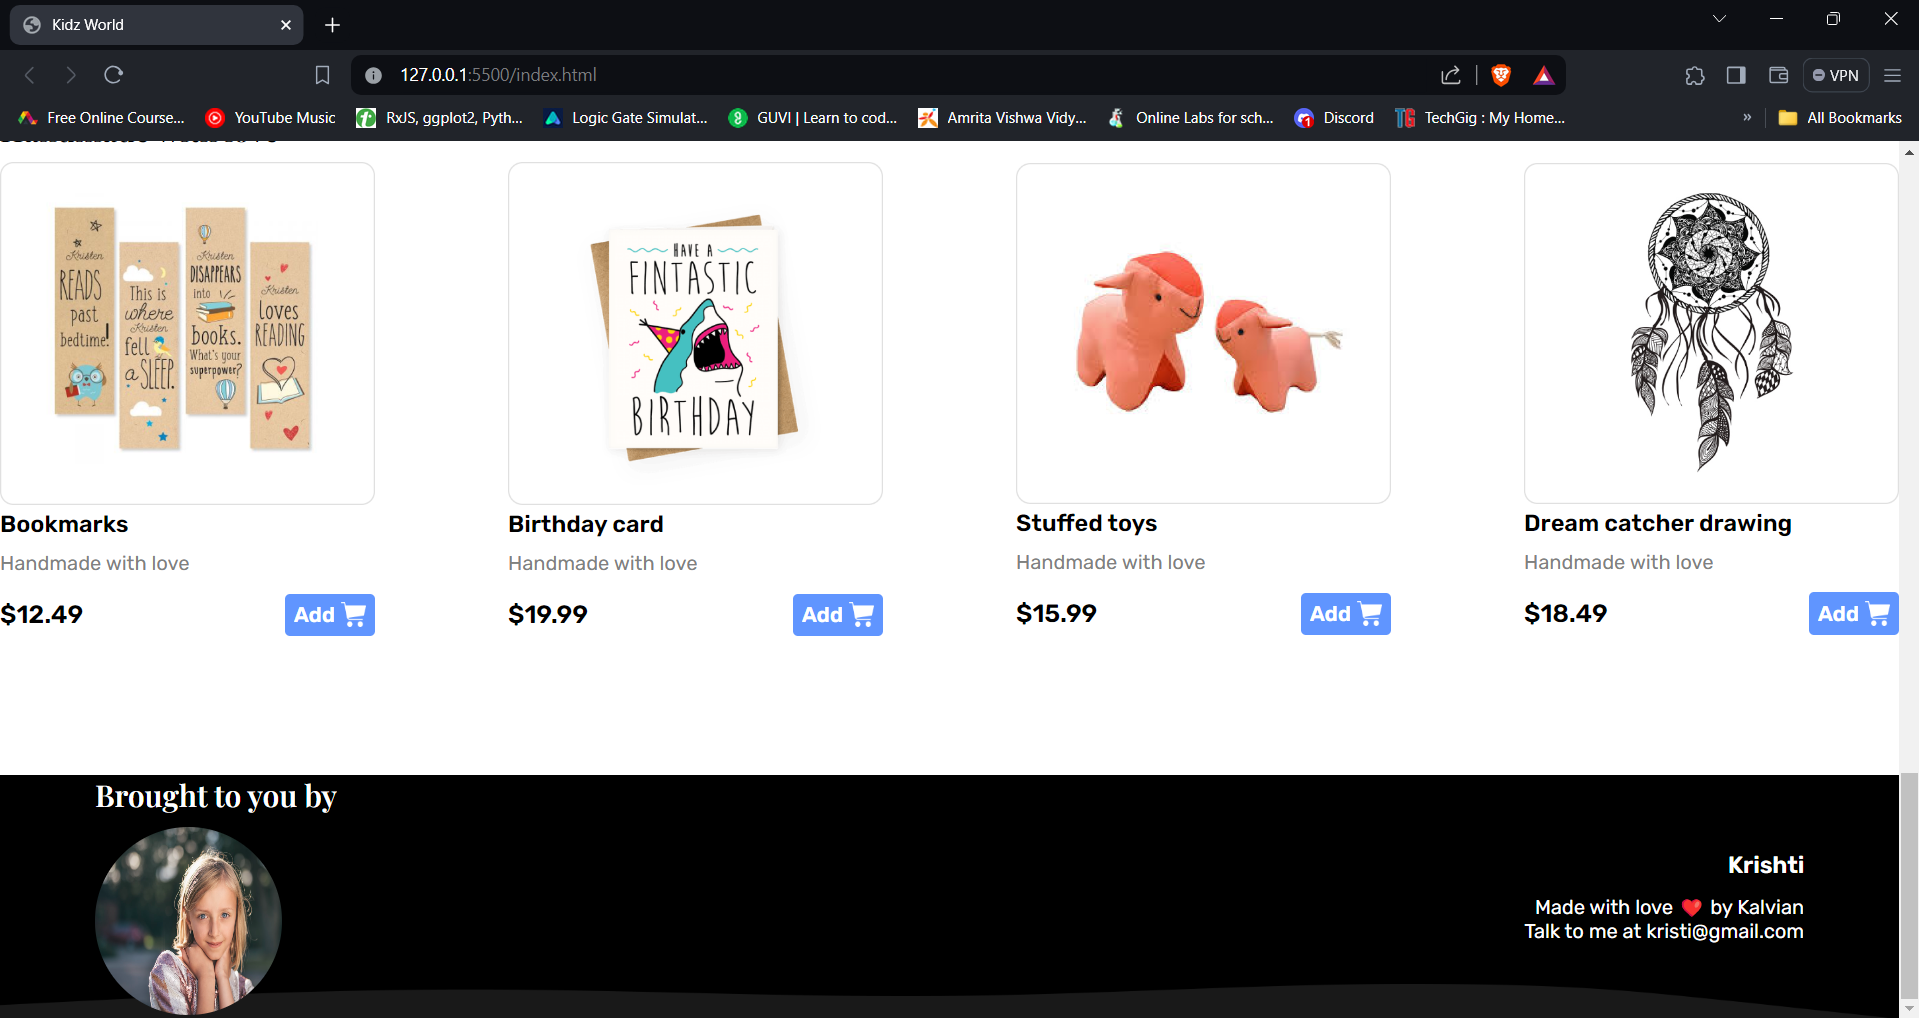 Kidz World
127.0.0.1:5500/index.html
VPN
Free Online Course...
YouTube Music
RxJS, ggplot2, Pyth...
Logic Gate Simulat...
GUVI | Learn to cod...
Amrita Vishwa Vidy...
Online Labs for sch...
Discord
TG
TechGig : My Home...
»
All Bookmarks
Kristen
READS
past
bedtime!
This is
where
Kristen
fell
a SLEEP.
Kristen
DISAPPEARS
into
books.
What's your
superpower?
Kristen
loves
READING
HAVE A
FINTASTIC
BIRTHDAY
Bookmarks
Handmade with love
$12.49
Add
Birthday card
Handmade with love
$19.99
Add
Stuffed toys
Handmade with love
$15.99
Add
Dream catcher drawing
Handmade with love
$18.49
Add
Brought to you by
Krishti
Made with love ❤️ by Kalvian
Talk to me at kristi@gmail.com